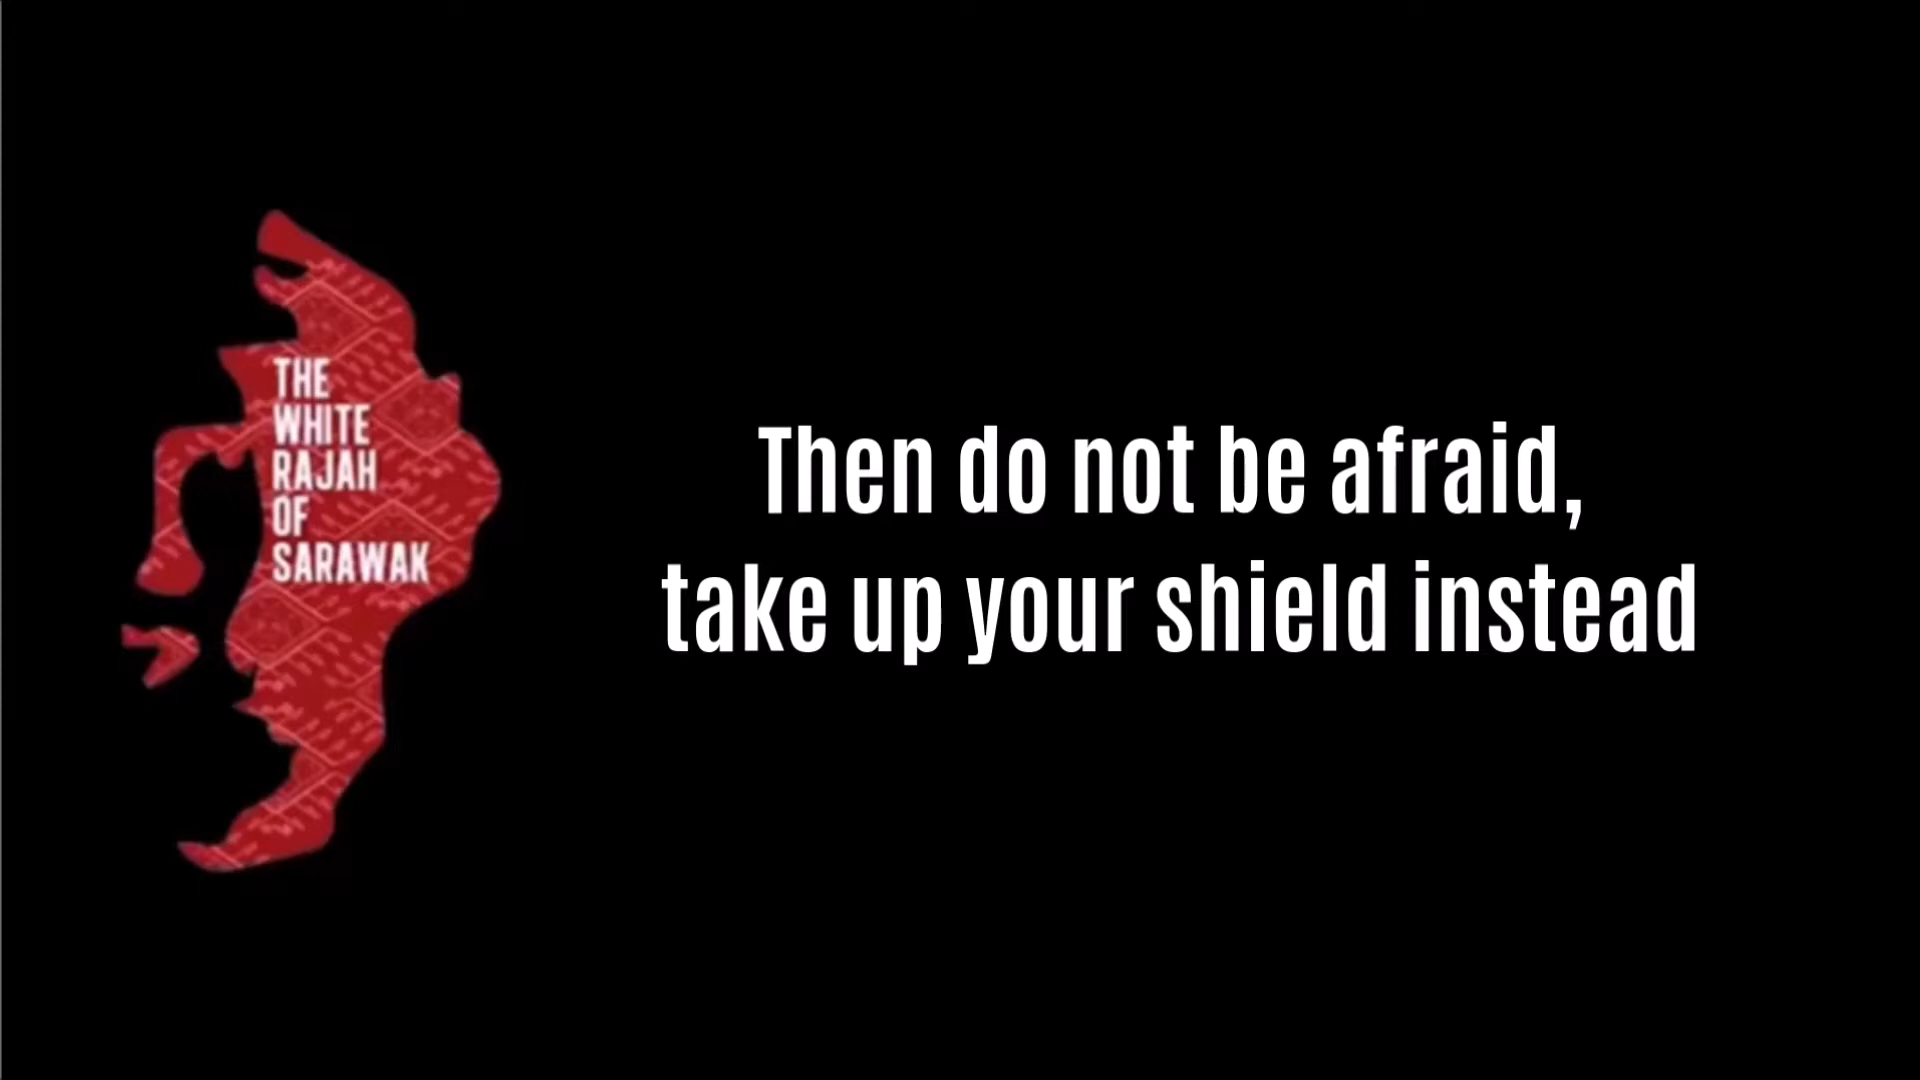 THE
WHITE
RAJAH
OF
SARAWAK
Then do not be afraid,
take up your shield instead